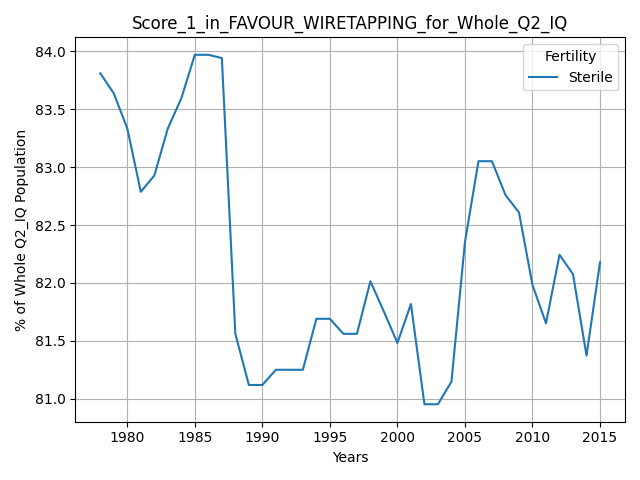 Score_1_in_FAVOUR_WIRETAPPING_for_Whole_Q2_IQ
Fertility
Sterile
% of Whole Q2_IQ Population
84.0
83.5
83.0
82.5
82.0
81.5
81.0
1980 1985 1990 1995 2000 2005 2010 2015
Years